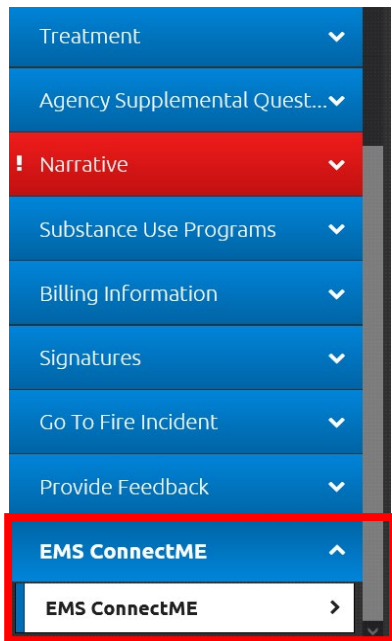 Treatment
Agency Supplemental Quest...
! Narrative
Substance Use Programs
Billing Information
Signatures
Go To Fire Incident
Provide Feedback
EMS ConnectME
EMS ConnectME